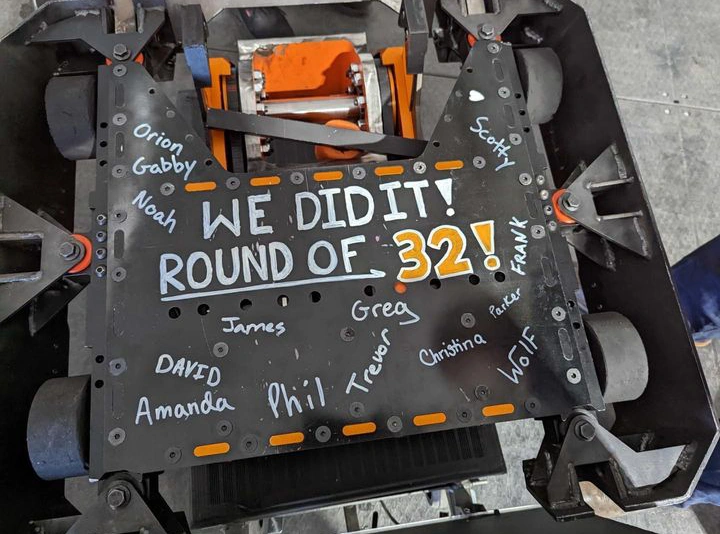 Orion
Gabby
Noah
Scotty
WE DID IT!
ROUND OF 32!
FRANK
Parker
James
Greg
Trevor
Christina
WOLF
DAVID
Amanda
Phil